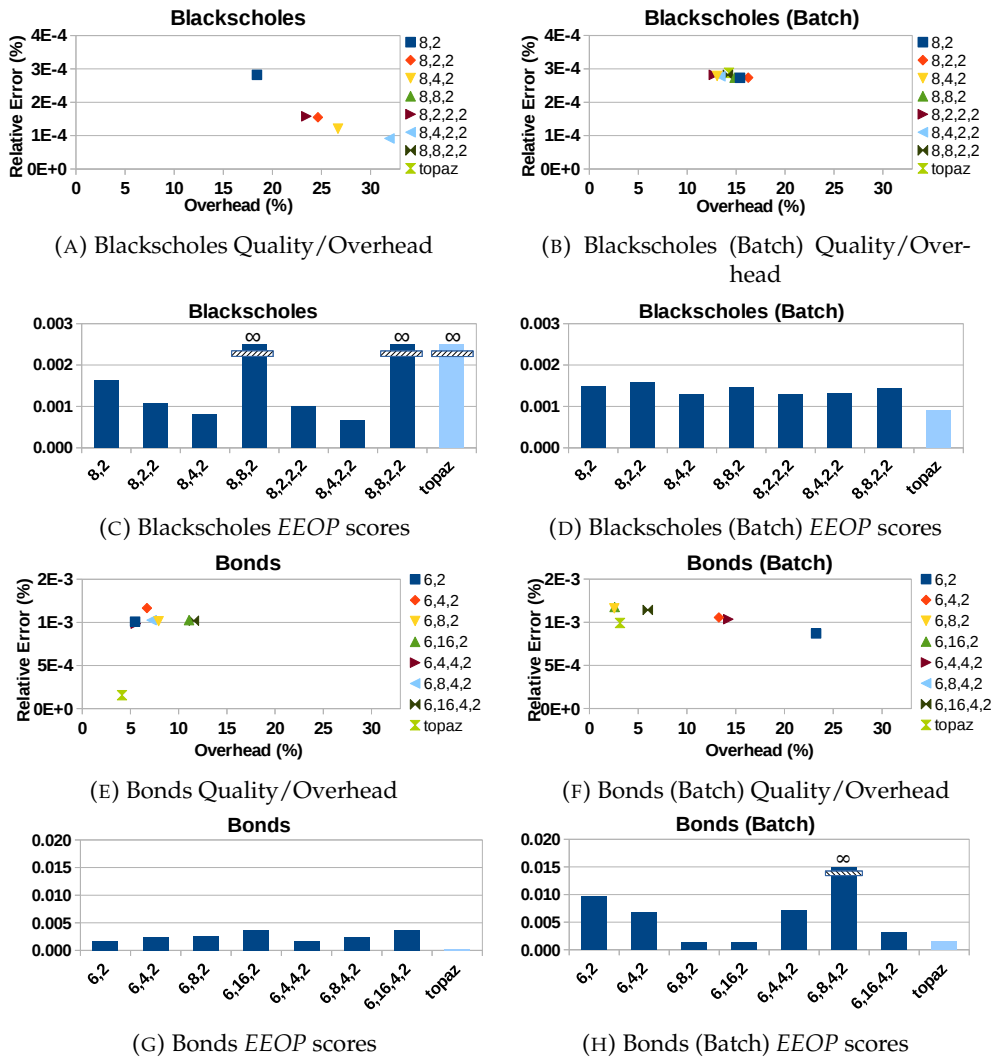 Blackscholes
Relative Error (%)
4E-4
3E-4
2E-4
1E-4
0E+0
0 5 10 15 20 25 30
Overhead (%)
8,2
8,2,2
8,4,2
8,8,2
8,2,2,2
8,4,2,2
8,8,2,2
topaz
(A) Blackscholes Quality/Overhead
Blackscholes (Batch)
Relative Error (%)
4E-4
3E-4
2E-4
1E-4
0E+0
0 5 10 15 20 25 30
Overhead (%)
8,2
8,2,2
8,4,2
8,8,2
8,2,2,2
8,4,2,2
8,8,2,2
topaz
(B) Blackscholes (Batch) Quality/Over-
head
Blackscholes
0.003
0.002
0.001
0.000
∞ ∞ ∞
8,2 8,2,2 8,4,2 8,8,2 8,2,2,2 8,4,2,2 8,8,2,2 topaz
(C) Blackscholes EEOP scores
Blackscholes (Batch)
0.003
0.002
0.001
0.000
8,2 8,2,2 8,4,2 8,8,2 8,2,2,2 8,4,2,2 8,8,2,2 topaz
(D) Blackscholes (Batch) EEOP scores
Bonds
Relative Error (%)
2E-3
1E-3
5E-4
0E+0
0 5 10 15 20 25 30
Overhead (%)
6,2
6,4,2
6,8,2
6,16,2
6,4,4,2
6,8,4,2
6,16,4,2
topaz
(E) Bonds Quality/Overhead
Bonds (Batch)
Relative Error (%)
2E-3
1E-3
5E-4
0E+0
0 5 10 15 20 25 30
Overhead (%)
6,2
6,4,2
6,8,2
6,16,2
6,4,4,2
6,8,4,2
6,16,4,2
topaz
(F) Bonds (Batch) Quality/Overhead
Bonds
0.020
0.015
0.010
0.005
0.000
6,2 6,4,2 6,8,2 6,16,2 6,4,4,2 6,8,4,2 6,16,4,2 topaz
(G) Bonds EEOP scores
Bonds (Batch)
0.020
0.015
0.010
0.005
0.000
∞
6,2 6,4,2 6,8,2 6,16,2 6,4,4,2 6,8,4,2 6,16,4,2 topaz
(H) Bonds (Batch) EEOP scores